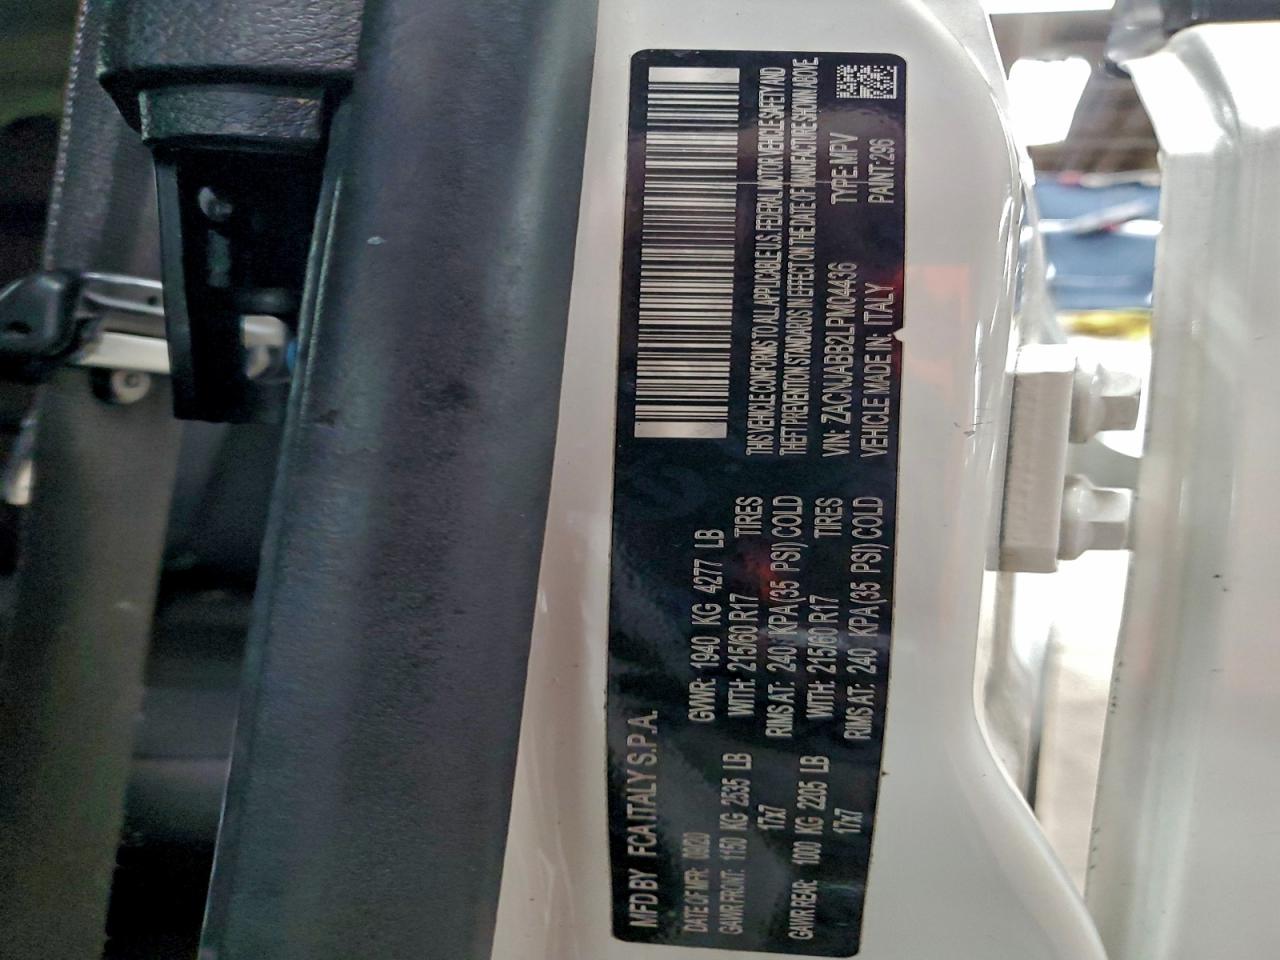 MFD BY FCA ITALY S.P.A.
DATE OF MFR: 09/20 GVWR: 1940 KG 4277 LB
GAWR FRONT: 1150 KG 2535 LB WITH: 215/60 R17 TIRES
17x7 RIMS AT: 240 KPA(35 PSI) COLD
GAWR REAR: 1000 KG 2205 LB WITH: 215/60 R17 TIRES
17x7 RIMS AT: 240 KPA(35 PSI) COLD
THIS VEHICLE CONFORMS TO ALL APPLICABLE U.S. FEDERAL MOTOR VEHICLE SAFETY AND
THEFT PREVENTION STANDARDS IN EFFECT ON THE DATE OF MANUFACTURE SHOWN ABOVE.
VIN: ZACNJABB2LPM04436 TYPE:MPV
VEHICLE MADE IN: ITALY PAINT:296